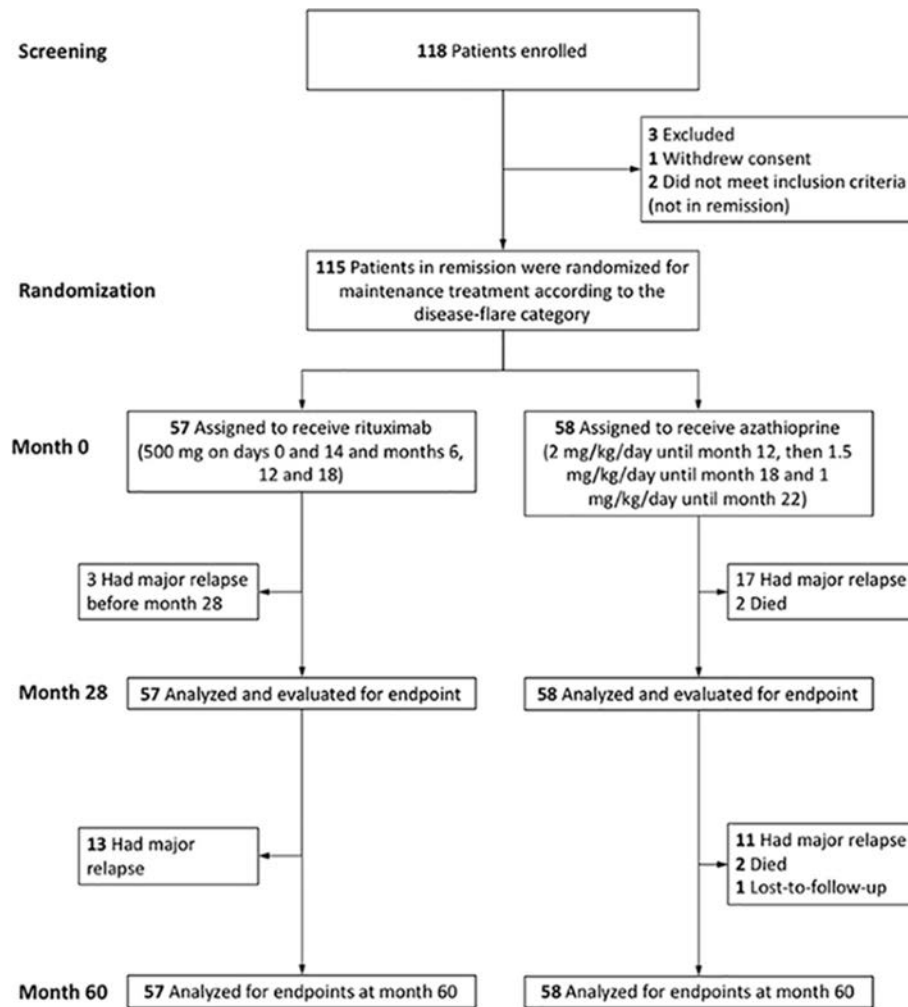 Screening
118 Patients enrolled
3 Excluded
1 Withdrew consent
2 Did not meet inclusion criteria
(not in remission)
Randomization
115 Patients in remission were randomized for
maintenance treatment according to the
disease-flare category
Month 0
57 Assigned to receive rituximab
(500 mg on days 0 and 14 and months 6,
12 and 18)
58 Assigned to receive azathioprine
(2 mg/kg/day until month 12, then 1.5
mg/kg/day until month 18 and 1
mg/kg/day until month 22)
3 Had major relapse
before month 28
17 Had major relapse
2 Died
Month 28
57 Analyzed and evaluated for endpoint
58 Analyzed and evaluated for endpoint
13 Had major
relapse
11 Had major relapse
2 Died
1 Lost-to-follow-up
Month 60
57 Analyzed for endpoints at month 60
58 Analyzed for endpoints at month 60